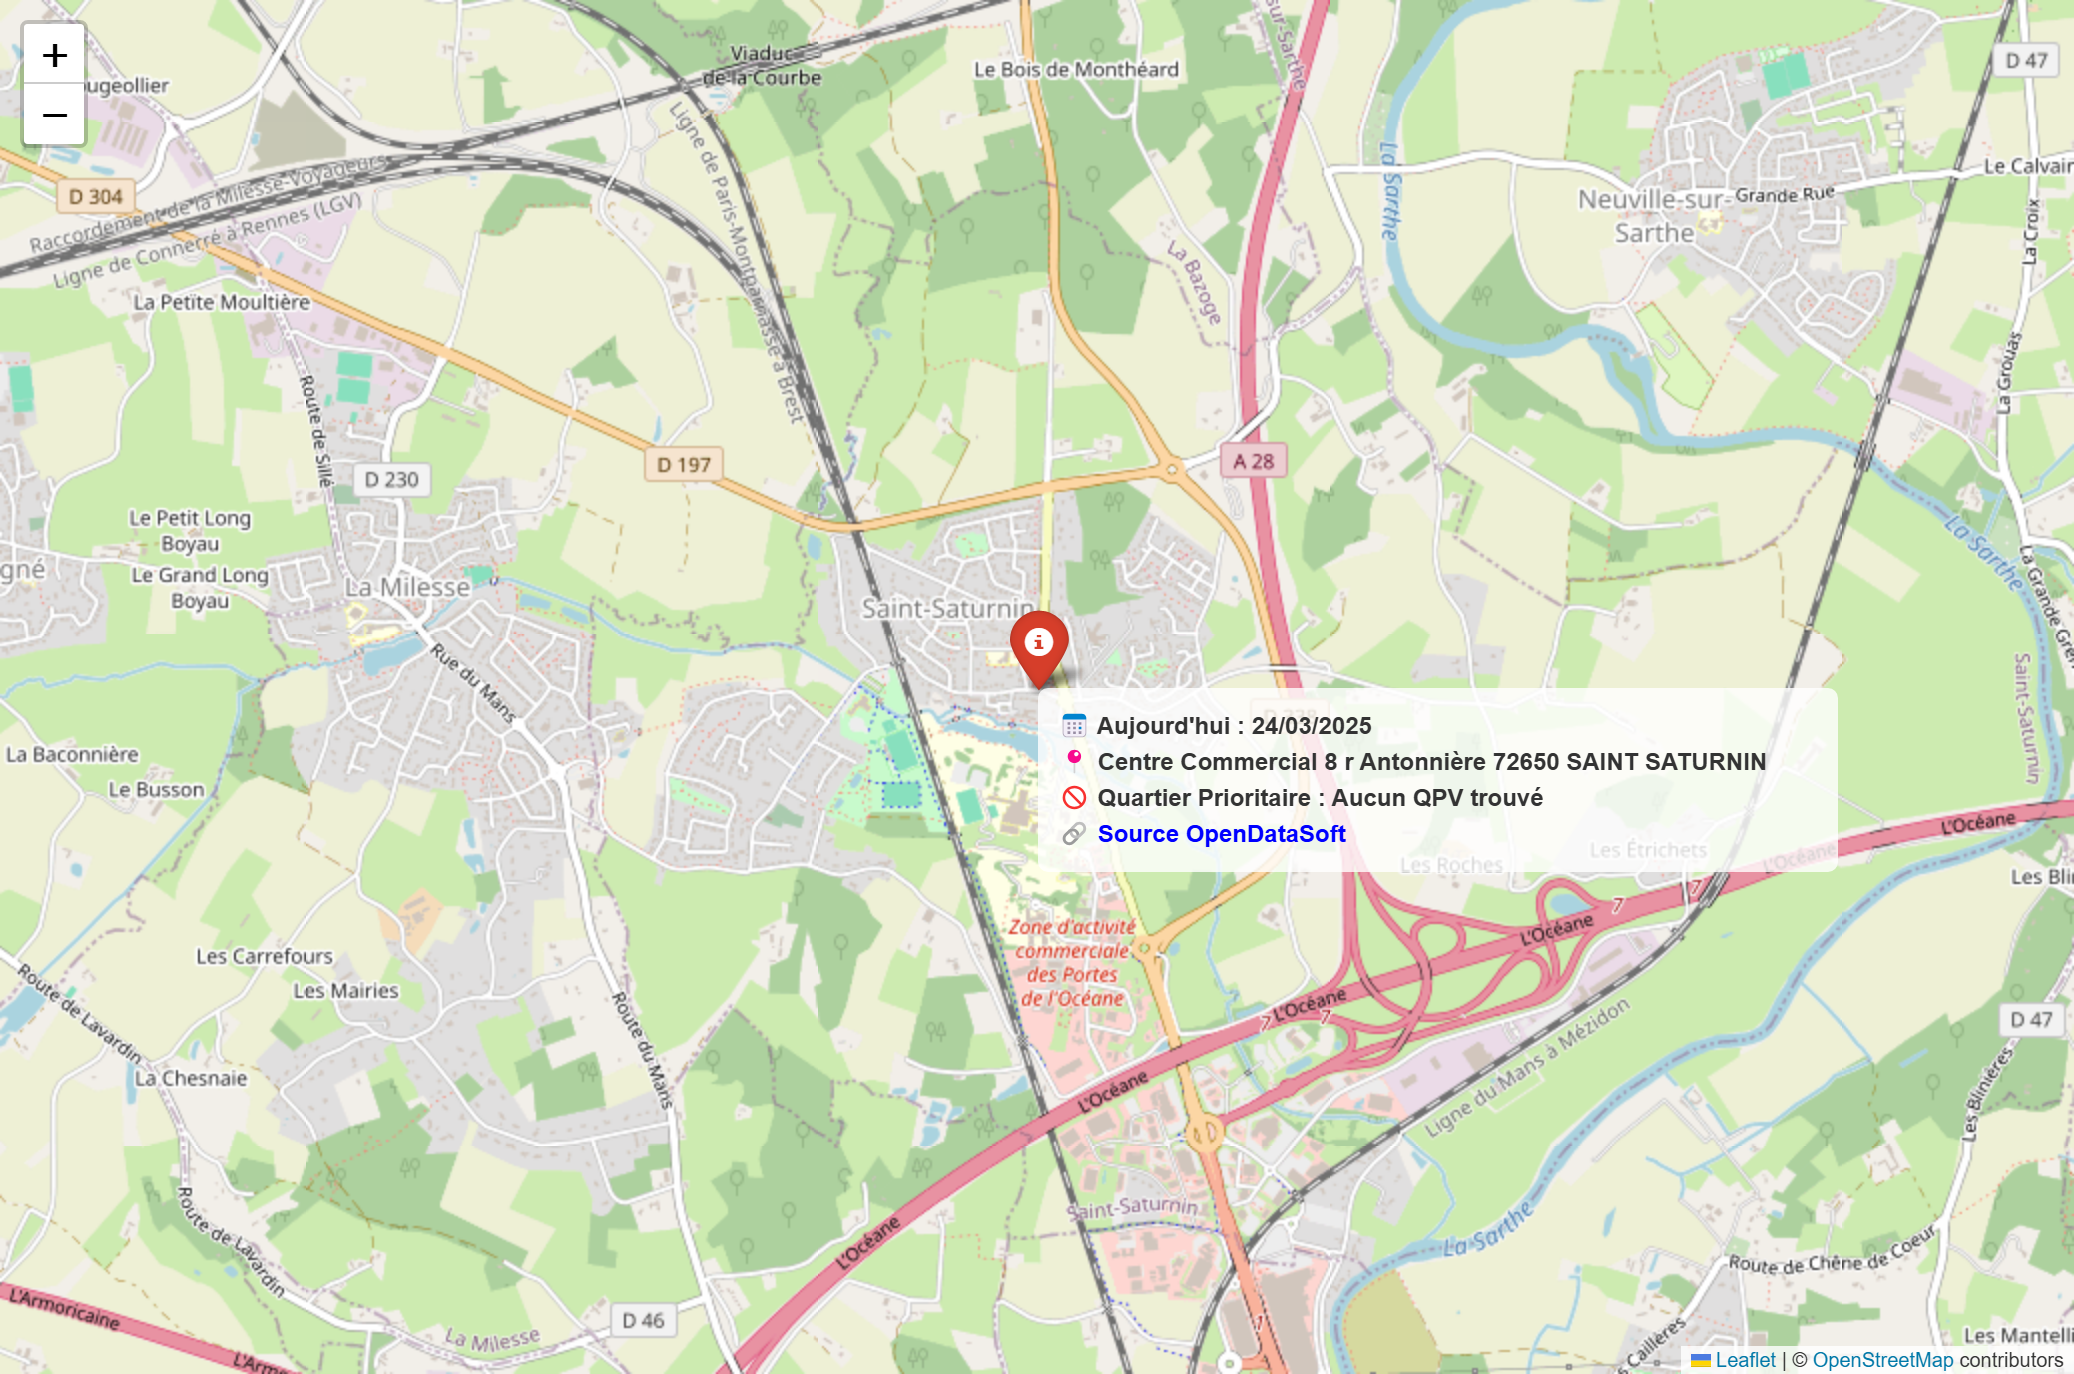 +
−
Viaduc
de la Courbe
Le Bois de Monthéard
sur-Sarthe
D 47
ougeollier
La Sarthe
Le Calvair
Neuville-sur-
Sarthe
Grande Rue
D 304
Raccordement de la Milesse-Voyageurs
Ligne de Connerré à Rennes (LGV)
Ligne de Paris-Montparnasse à Brest
La Croix
La Bazoge
La Petite Moultière
La Grouas
Route de Sillé
D 197
A 28
D 230
Le Petit Long
Boyau
La Sarthe
gné
Le Grand Long
Boyau
La Milesse
Saint-Saturnin
Rue du Mans
Saint-Saturnin
Aujourd'hui : 24/03/2025
Centre Commercial 8 r Antonnière 72650 SAINT SATURNIN
Quartier Prioritaire : Aucun QPV trouvé
Source OpenDataSoft
La Baconnière
Le Busson
L'Océane
Les Roches
Les Étrichets
L'Océane
Les Bli
7
7
L'Océane
Zone d'activité
commerciale
des Portes
de l'Océane
Les Carrefours
Les Mairies
Route de Lavardin
Route du Mans
L'Océane
7
7
D 47
Ligne du Mans à Mézidon
La Chesnaie
L'Océane
Les Blinières
Saint-Saturnin
Route de Lavardin
L'Océane
La Sarthe
Route de Chêne de Coeur
L'Armoricaine
D 46
La Milesse
Les Mantelli
Caillères
L'Arm
Leaflet | © OpenStreetMap contributors